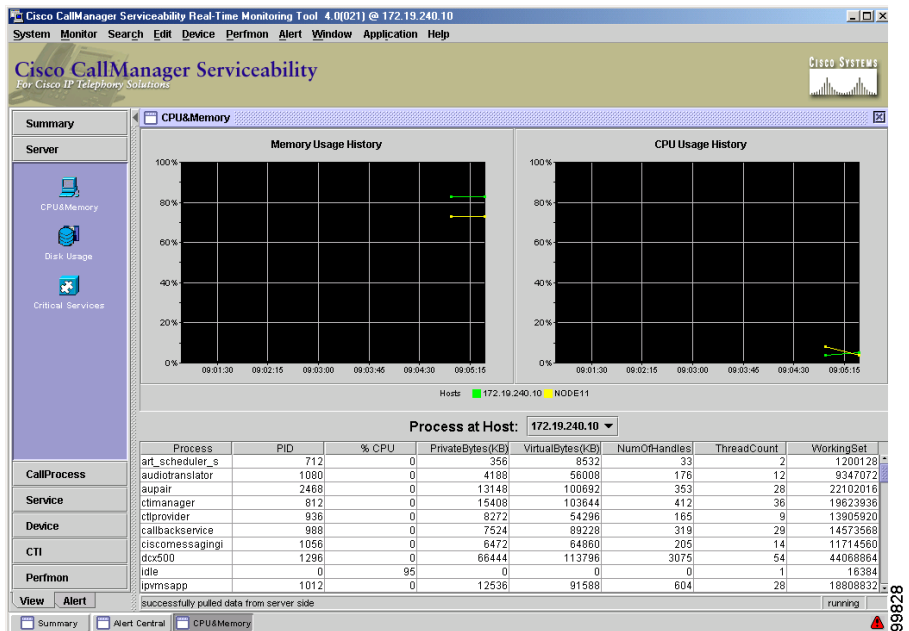 Cisco CallManager Serviceability Real-Time Monitoring Tool 4.0(021) @ 172.19.240.10
System Monitor Search Edit Device Perfmon Alert Window Application Help
Cisco CallManager Serviceability
For Cisco IP Telephony Solutions
CISCO SYSTEMS
Summary
Server
CPU&Memory
Disk Usage
Critical Services
CallProcess
Service
Device
CTI
Perfmon
View Alert
CPU&Memory
Memory Usage History
100%
80%
60%
40%
20%
0%
09:01:30 09:02:15 09:03:00 09:03:45 09:04:30 09:05:15
CPU Usage History
100%
80%
60%
40%
20%
0%
09:01:30 09:02:15 09:03:00 09:03:45 09:04:30 09:05:15
Hosts 172.19.240.10 NODE11
Process at Host: 172.19.240.10
Process PID % CPU PrivateBytes(KB) VirtualBytes(KB) NumOfHandles ThreadCount WorkingSet
art_scheduler_s 712 0 356 8532 33 2 1200128
audiotranslator 1080 0 4188 56008 176 12 9347072
aupair 2468 0 13148 100692 353 28 22102016
ctimanager 812 0 15408 103644 412 36 19623936
ctlprovider 936 0 8272 54296 165 9 13905920
callbackservice 988 0 7524 89228 319 29 14573568
ciscomessagingi 1056 0 6472 64860 205 14 11714560
dcx500 1296 0 66444 113796 3075 54 44068864
idle 0 95 0 0 0 1 16384
ipvmsapp 1012 0 12536 91588 604 28 18808832
successfully pulled data from server side running
Summary Alert Central CPU&Memory
99828